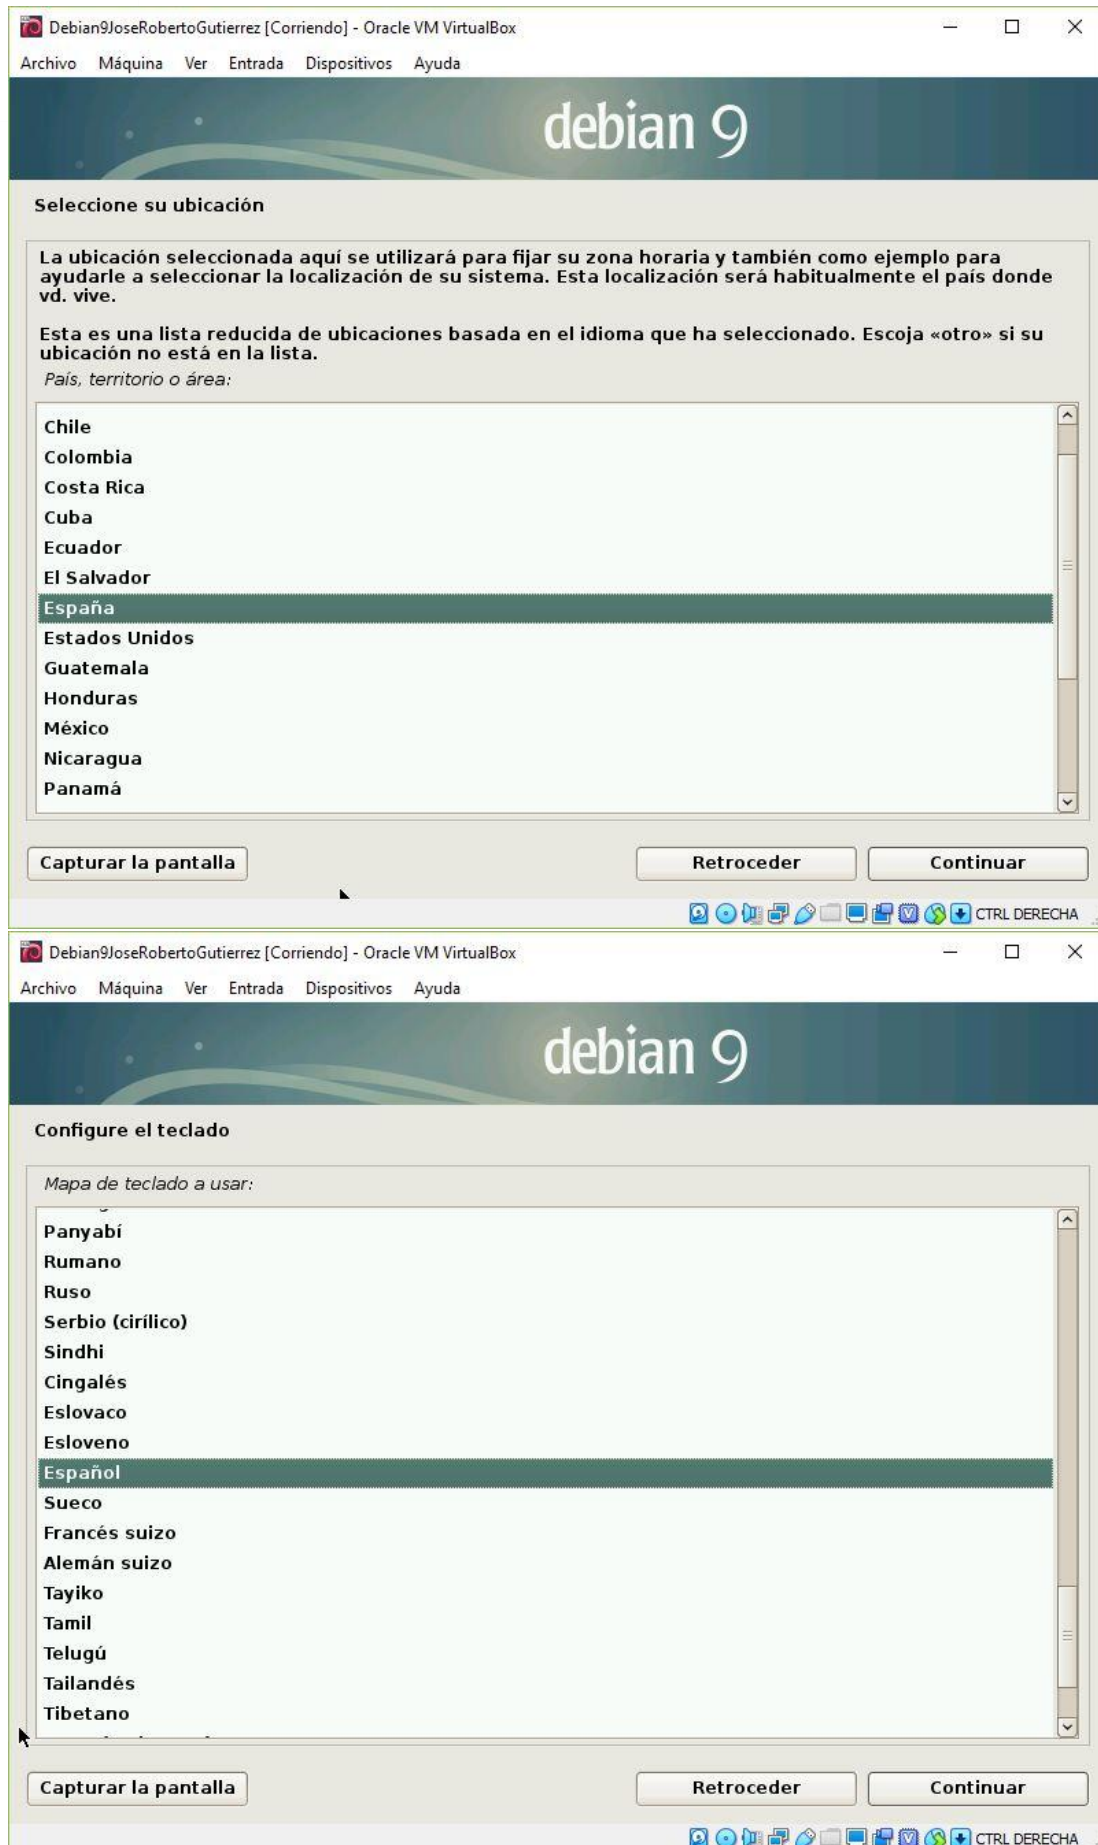 Debian9JoseRobertoGutierrez [Corriendo] - Oracle VM VirtualBox
Archivo Máquina Ver Entrada Dispositivos Ayuda
debian 9
Seleccione su ubicación
La ubicación seleccionada aquí se utilizará para fijar su zona horaria y también como ejemplo para
ayudarle a seleccionar la localización de su sistema. Esta localización será habitualmente el país donde
vd. vive.
Esta es una lista reducida de ubicaciones basada en el idioma que ha seleccionado. Escoja «otro» si su
ubicación no está en la lista.
País, territorio o área:
Chile
Colombia
Costa Rica
Cuba
Ecuador
El Salvador
España
Estados Unidos
Guatemala
Honduras
México
Nicaragua
Panamá
Capturar la pantalla Retroceder Continuar
CTRL DERECHA
Debian9JoseRobertoGutierrez [Corriendo] - Oracle VM VirtualBox
Archivo Máquina Ver Entrada Dispositivos Ayuda
debian 9
Configure el teclado
Mapa de teclado a usar:
Panyabí
Rumano
Ruso
Serbio (cirílico)
Sindhi
Cingalés
Eslovaco
Esloveno
Español
Sueco
Francés suizo
Alemán suizo
Tayiko
Tamil
Telugú
Tailandés
Tibetano
Capturar la pantalla Retroceder Continuar
CTRL DERECHA